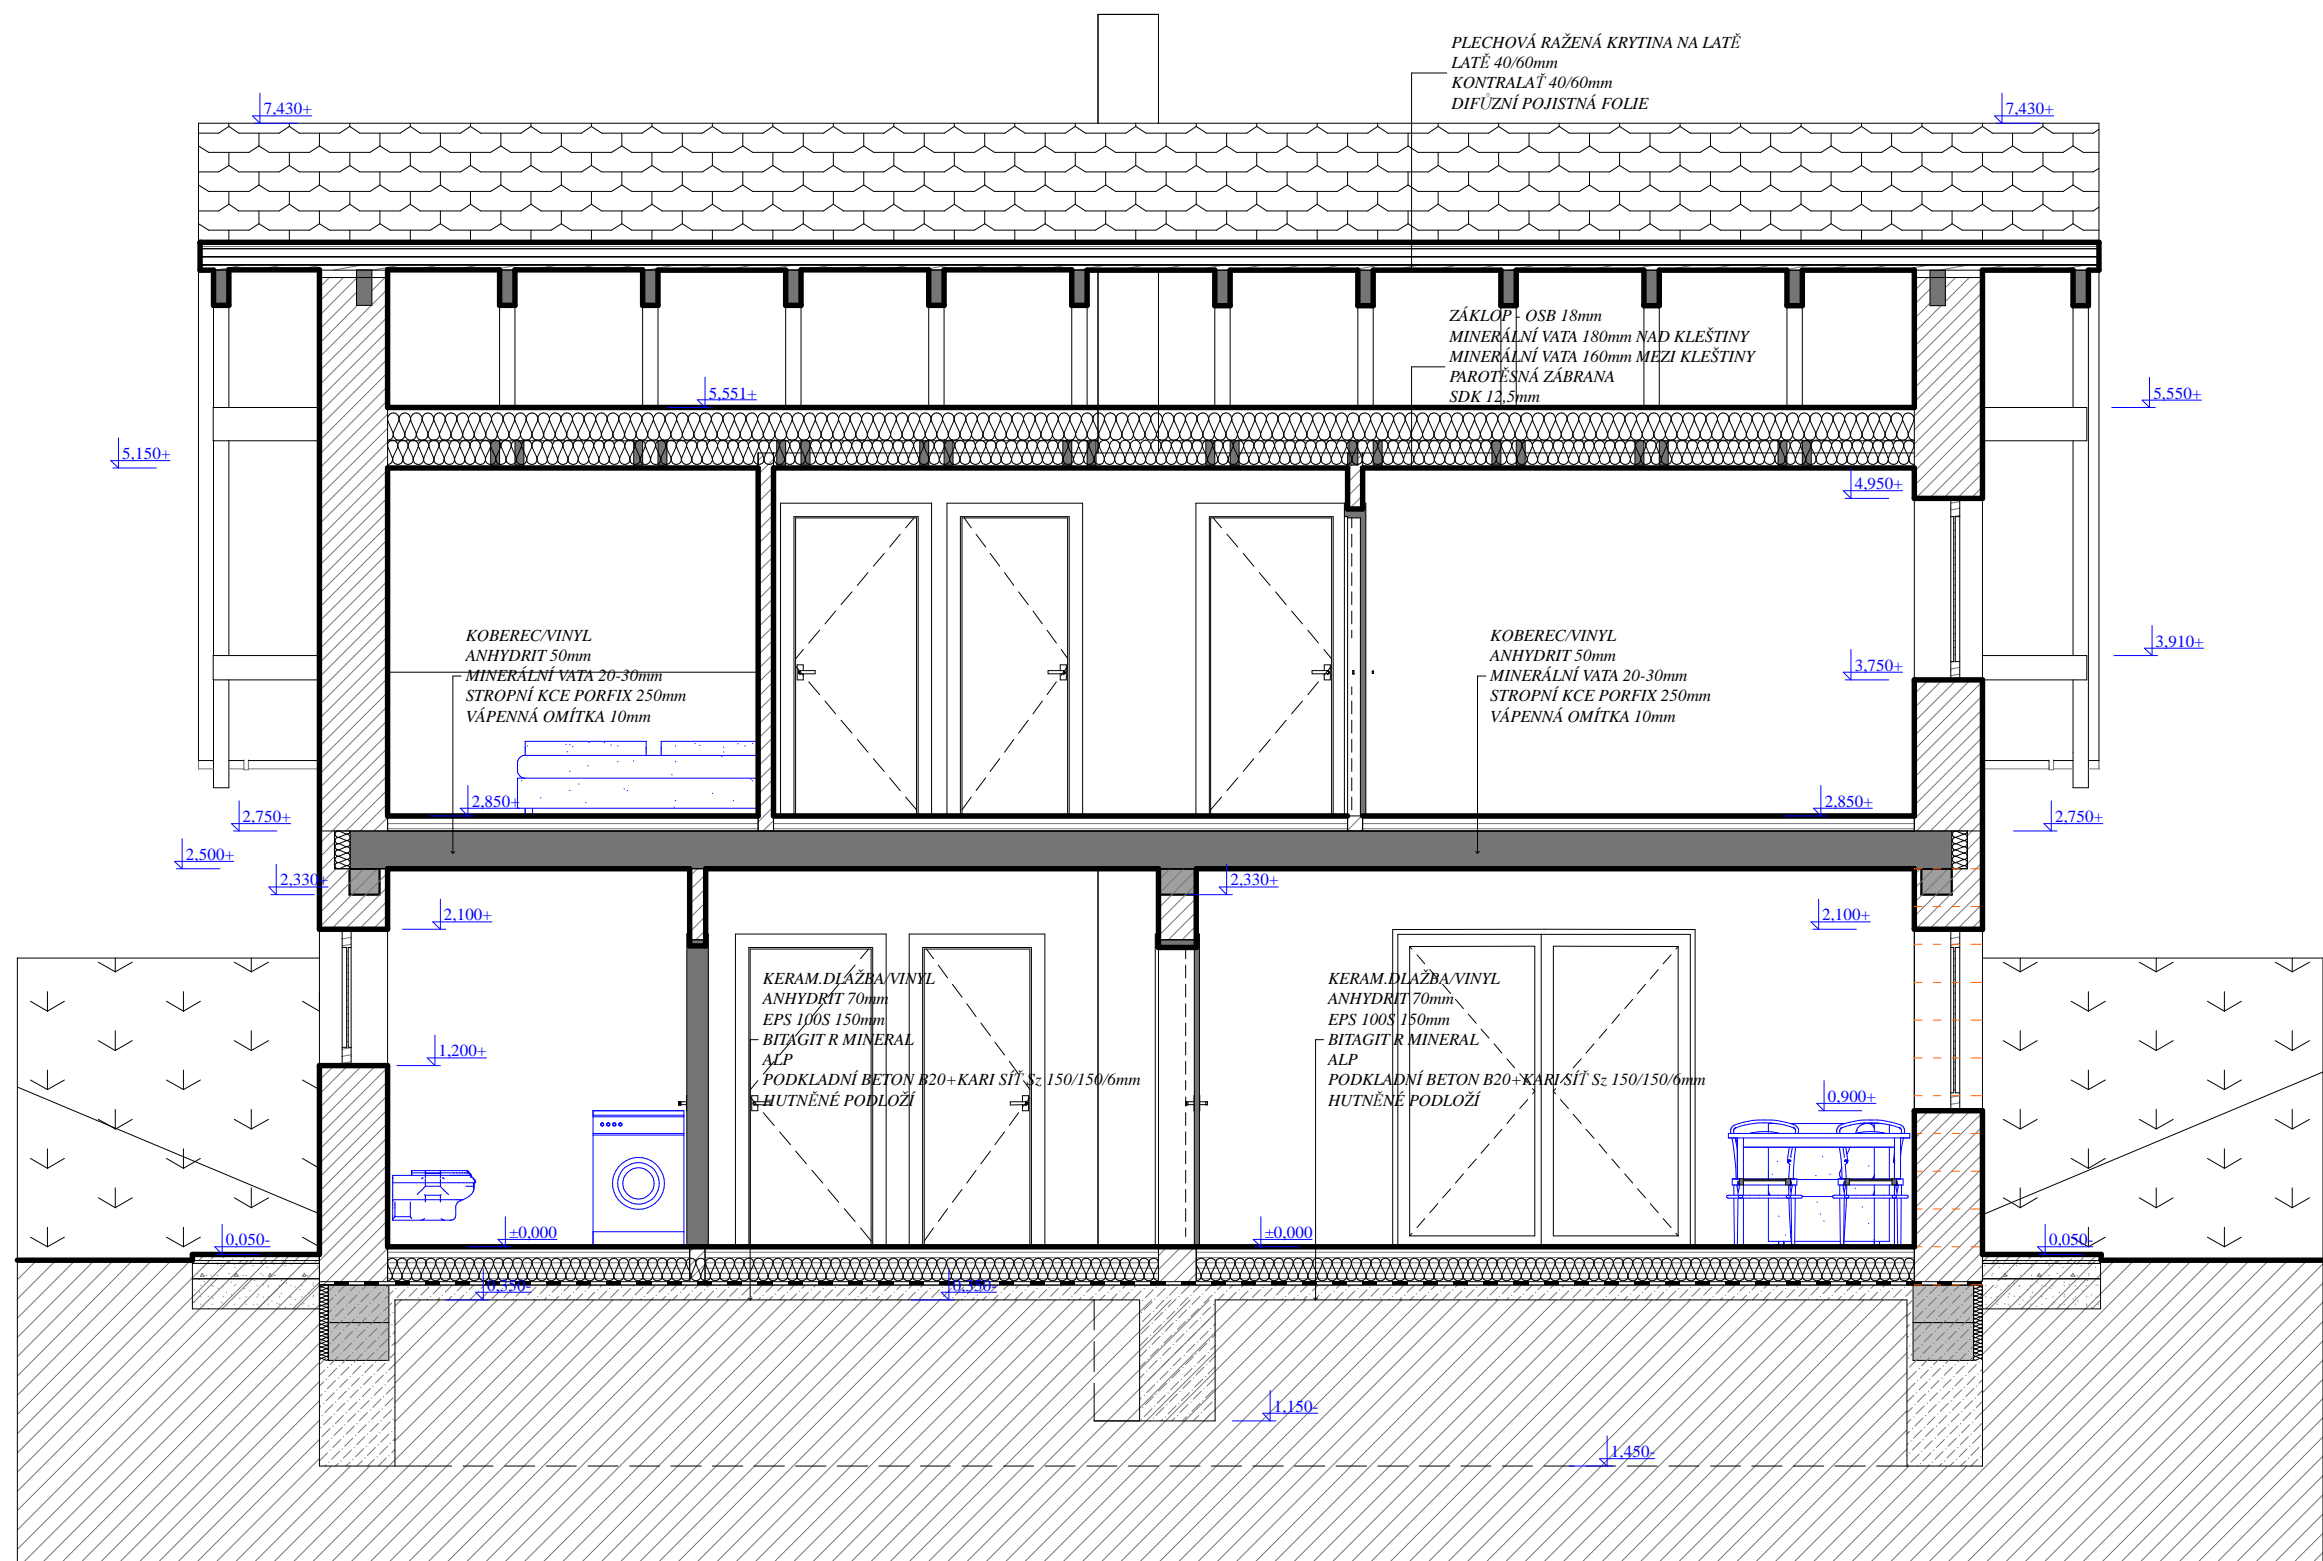 PLECHOVÁ RAŽENÁ KRYTINA NA LATĚ
LATĚ 40/60mm
KONTRALAŤ 40/60mm
DIFŮZNÍ POJISTNÁ FOLIE
7,430+
7,430+
ZÁKLOP - OSB 18mm
MINERÁLNÍ VATA 180mm NAD KLEŠTINY
MINERÁLNÍ VATA 160mm MEZI KLEŠTINY
PAROTĚSNÁ ZÁBRANA
SDK 12,5mm
5,551+
5,550+
5,150+
4,950+
KOBEREC/VINYL
ANHYDRIT 50mm
MINERÁLNÍ VATA 20-30mm
STROPNÍ KCE PORFIX 250mm
VÁPENNÁ OMÍTKA 10mm
KOBEREC/VINYL
ANHYDRIT 50mm
MINERÁLNÍ VATA 20-30mm
STROPNÍ KCE PORFIX 250mm
VÁPENNÁ OMÍTKA 10mm
3,910+
3,750+
2,850+
2,850+
2,750+
2,750+
2,500+
2,330+
2,330+
2,100+
2,100+
KERAM.DLAŽBA/VINYL
ANHYDRIT 70mm
EPS 100S 150mm
BITAGIT R MINERAL
ALP
PODKLADNÍ BETON B20+KARI SÍŤ Sz 150/150/6mm
HUTNĚNÉ PODLOŽÍ
KERAM.DLAŽBA/VINYL
ANHYDRIT 70mm
EPS 100S 150mm
BITAGIT R MINERAL
ALP
PODKLADNÍ BETON B20+KARI SÍŤ Sz 150/150/6mm
HUTNĚNÉ PODLOŽÍ
1,200+
0,900+
±0,000
±0,000
0,050-
0,050-
0,350-
0,350-
1,150-
1,450-